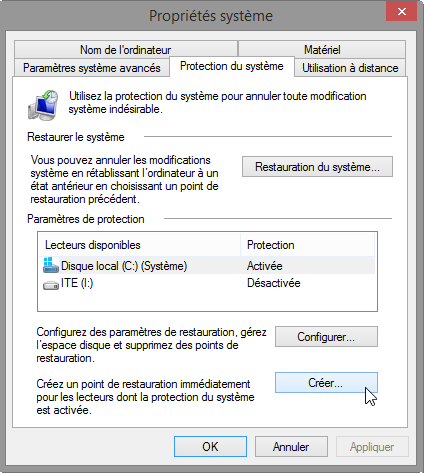 Propriétés système
Nom de l'ordinateur
Matériel
Paramètres système avancés
Protection du système
Utilisation à distance
Utilisez la protection du système pour annuler toute modification
système indésirable.
Restaurer le système
Vous pouvez annuler les modifications
système en rétablissant l'ordinateur à un
état antérieur en choisissant un point de
restauration précédent.
Restauration du système...
Paramètres de protection
Lecteurs disponibles
Protection
Disque local (C:) (Système)
Activée
ITE (I:)
Désactivée
Configurez des paramètres de restauration, gérez
l'espace disque et supprimez des points de
restauration.
Configurer...
Créez un point de restauration immédiatement
pour les lecteurs dont la protection du système
est activée.
Créer...
OK
Annuler
Appliquer